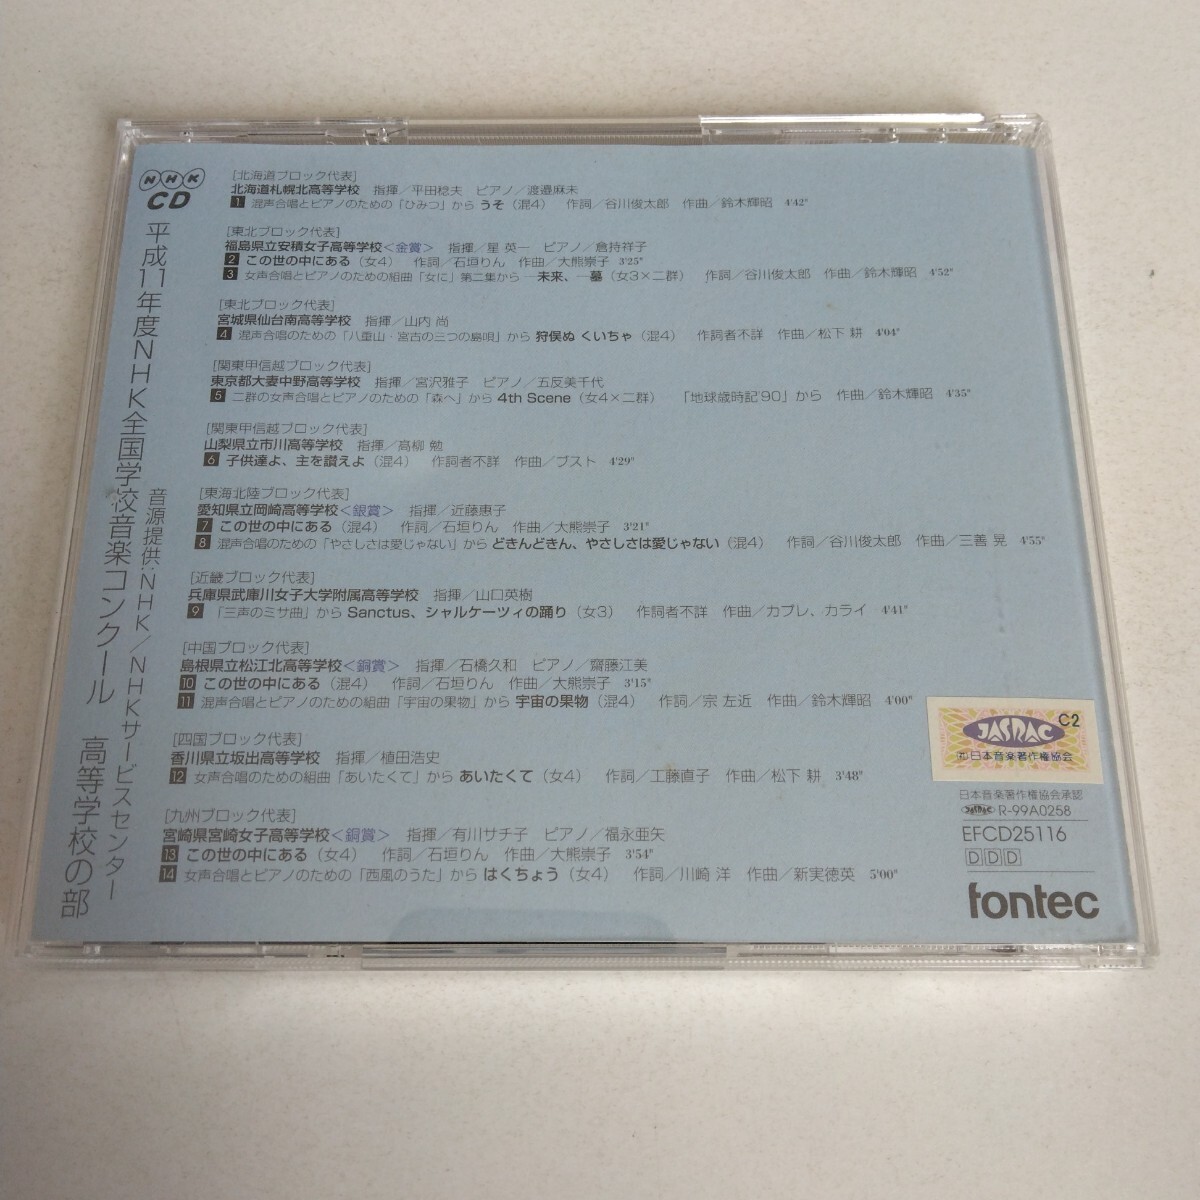 NHK
CD
平成11年度NHK全国学校音楽コンクール 高等学校の部
音源提供:NHK/NHKサービスセンター
[北海道ブロック代表]
北海道札幌北高等学校 指揮/平田稔夫 ピアノ/渡邉麻未
1 混声合唱とピアノのための「ひみつ」から うそ(混4) 作詞/谷川俊太郎 作曲/鈴木輝昭 4'42"
[東北ブロック代表]
福島県立安積女子高等学校<金賞> 指揮/星 英一 ピアノ/倉持祥子
2 この世の中にある(女4) 作詞/石垣りん 作曲/大熊崇子 3'25"
3 女声合唱とピアノのための組曲「女に」第二集から ―未来、―墓(女3×二群) 作詞/谷川俊太郎 作曲/鈴木輝昭 4'52"
[東北ブロック代表]
宮城県仙台南高等学校 指揮/山内 尚
4 混声合唱のための「八重山・宮古の三つの島唄」から 狩俣ぬ くいちゃ(混4) 作詞者不詳 作曲/松下 耕 4'04"
[関東甲信越ブロック代表]
東京都大妻中野高等学校 指揮/宮沢雅子 ピアノ/五反美千代
5 二群の女声合唱とピアノのための「森へ」から 4th Scene(女4×二群) 「地球歳時記'90」から 作曲/鈴木輝昭 4'35"
[関東甲信越ブロック代表]
山梨県立市川高等学校 指揮/高柳 勉
6 子供達よ、主を讃えよ(混4) 作詞者不詳 作曲/ブスト 4'29"
[東海北陸ブロック代表]
愛知県立岡崎高等学校<銀賞> 指揮/近藤惠子
7 この世の中にある(混4) 作詞/石垣りん 作曲/大熊崇子 3'21"
8 混声合唱のための「やさしさは愛じゃない」から どきんどきん、やさしさは愛じゃない(混4) 作詞/谷川俊太郎 作曲/三善 晃 4'55"
[近畿ブロック代表]
兵庫県武庫川女子大学附属高等学校 指揮/山口英樹
9 「三声のミサ曲」から Sanctus、シャルケーツィの踊り(女3) 作詞者不詳 作曲/カプレ、カライ 4'41"
[中国ブロック代表]
島根県立松江北高等学校<銅賞> 指揮/石橋久和 ピアノ/齋藤江美
10 この世の中にある(混4) 作詞/石垣りん 作曲/大熊崇子 3'15"
11 混声合唱とピアノのための組曲「宇宙の果物」から 宇宙の果物(混4) 作詞/宗 左近 作曲/鈴木輝昭 4'00"
[四国ブロック代表]
香川県立坂出高等学校 指揮/植田浩史
12 女声合唱のための組曲「あいたくて」から あいたくて(女4) 作詞/工藤直子 作曲/松下 耕 3'48"
[九州ブロック代表]
宮崎県宮崎女子高等学校<銅賞> 指揮/有川サチ子 ピアノ/福永亜矢
13 この世の中にある(女4) 作詞/石垣りん 作曲/大熊崇子 3'54"
14 女声合唱とピアノのための「西風のうた」から はくちょう(女4) 作詞/川崎 洋 作曲/新実徳英 5'00"
C2
JASRAC
(社)日本音楽著作権協会
日本音楽著作権協会承認
JASRAC R-99A0258
EFCD25116
DDD
fontec